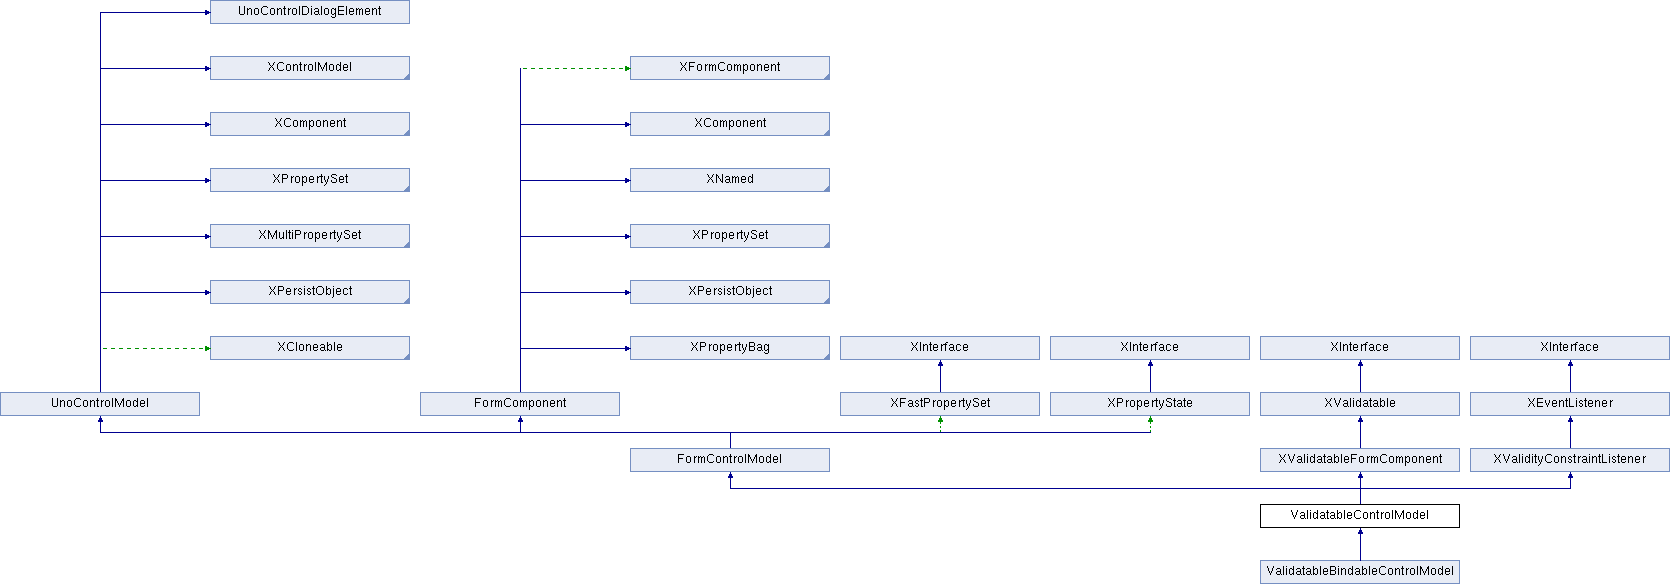 UnoControlDialogElement
XControlModel
XFormComponent
XComponent
XComponent
XPropertySet
XNamed
XMultiPropertySet
XPropertySet
XPersistObject
XPersistObject
XCloneable
XPropertyBag
XInterface
XInterface
XInterface
XInterface
UnoControlModel
FormComponent
XFastPropertySet
XPropertyState
XValidatable
XEventListener
FormControlModel
XValidatableFormComponent
XValidityConstraintListener
ValidatableControlModel
ValidatableBindableControlModel